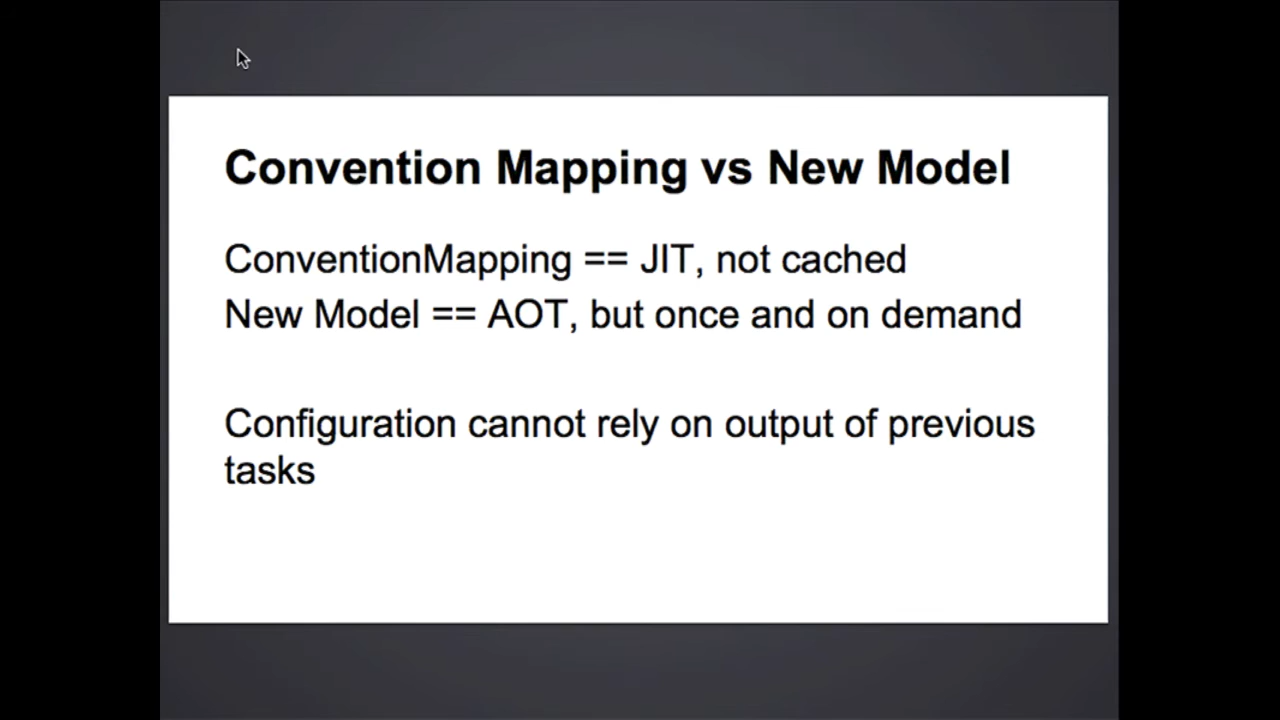 Convention Mapping vs New Model
ConventionMapping == JIT, not cached
New Model == AOT, but once and on demand
Configuration cannot rely on output of previous
tasks